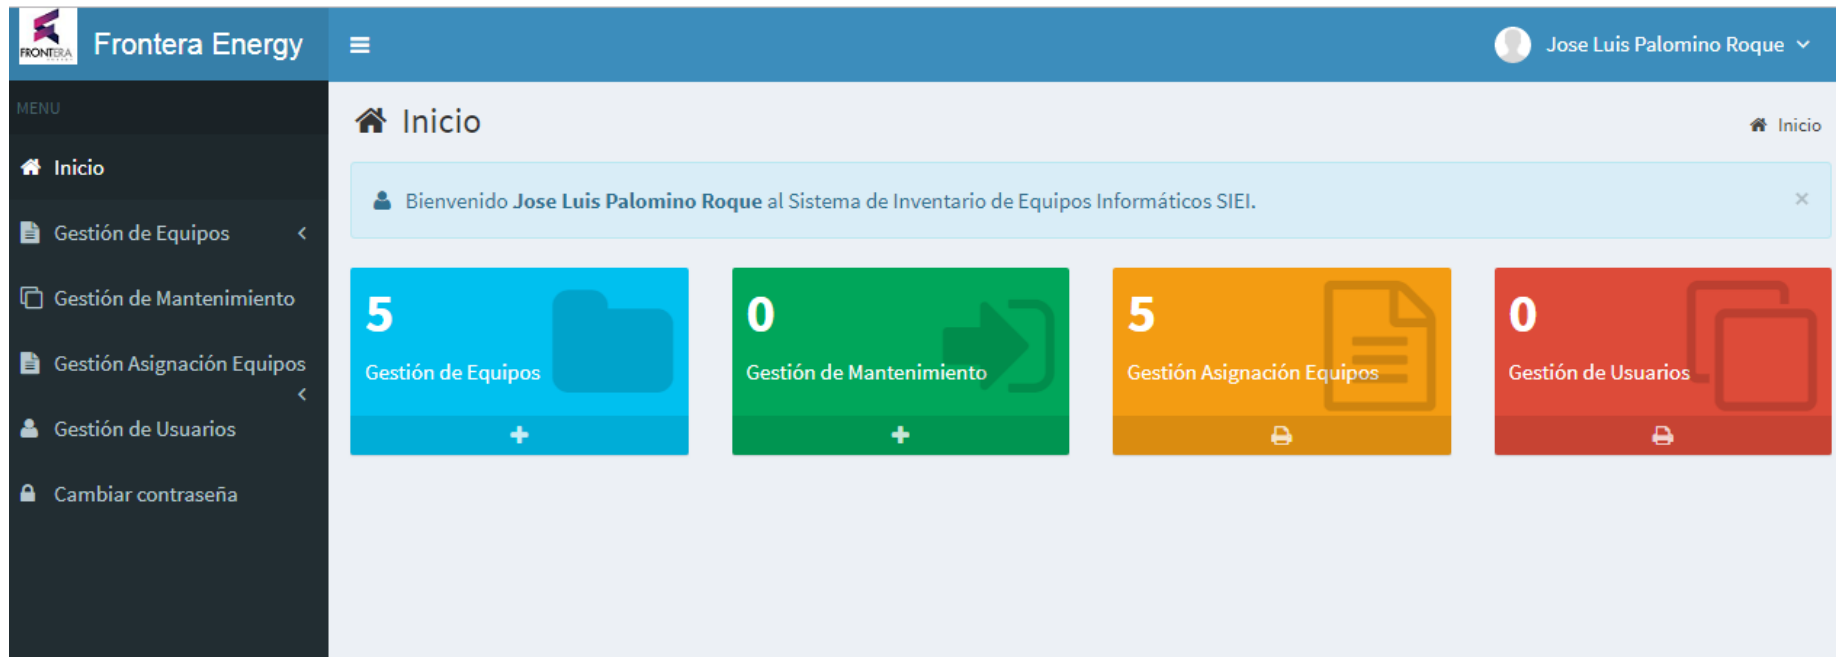 FRONTERA
Frontera Energy
Jose Luis Palomino Roque
MENU
Inicio
Gestión de Equipos
Gestión de Mantenimiento
Gestión Asignación Equipos
Gestión de Usuarios
Cambiar contraseña
Inicio
Inicio
Bienvenido Jose Luis Palomino Roque al Sistema de Inventario de Equipos Informáticos SIEI.
×
5
Gestión de Equipos
0
Gestión de Mantenimiento
5
Gestión Asignación Equipos
0
Gestión de Usuarios